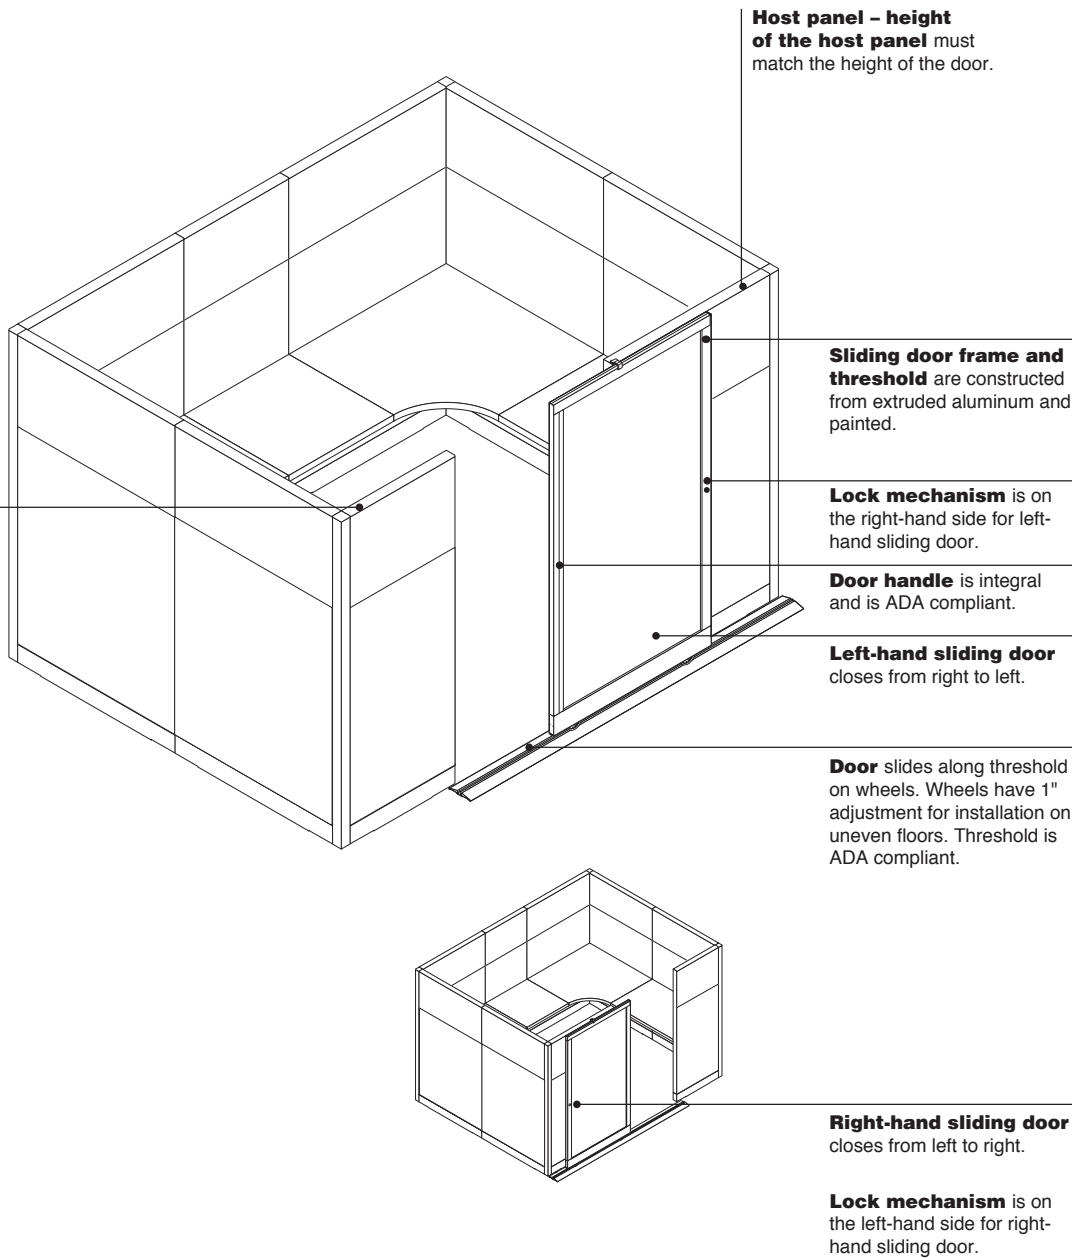 Host panel – height
of the host panel must
match the height of the door.
Sliding door frame and
threshold are constructed
from extruded aluminum and
painted.
Lock mechanism is on
the right-hand side for left-
hand sliding door.
Door handle is integral
and is ADA compliant.
Left-hand sliding door
closes from right to left.
Door slides along threshold
on wheels. Wheels have 1"
adjustment for installation on
uneven floors. Threshold is
ADA compliant.
Right-hand sliding door
closes from left to right.
Lock mechanism is on
the left-hand side for right-
hand sliding door.